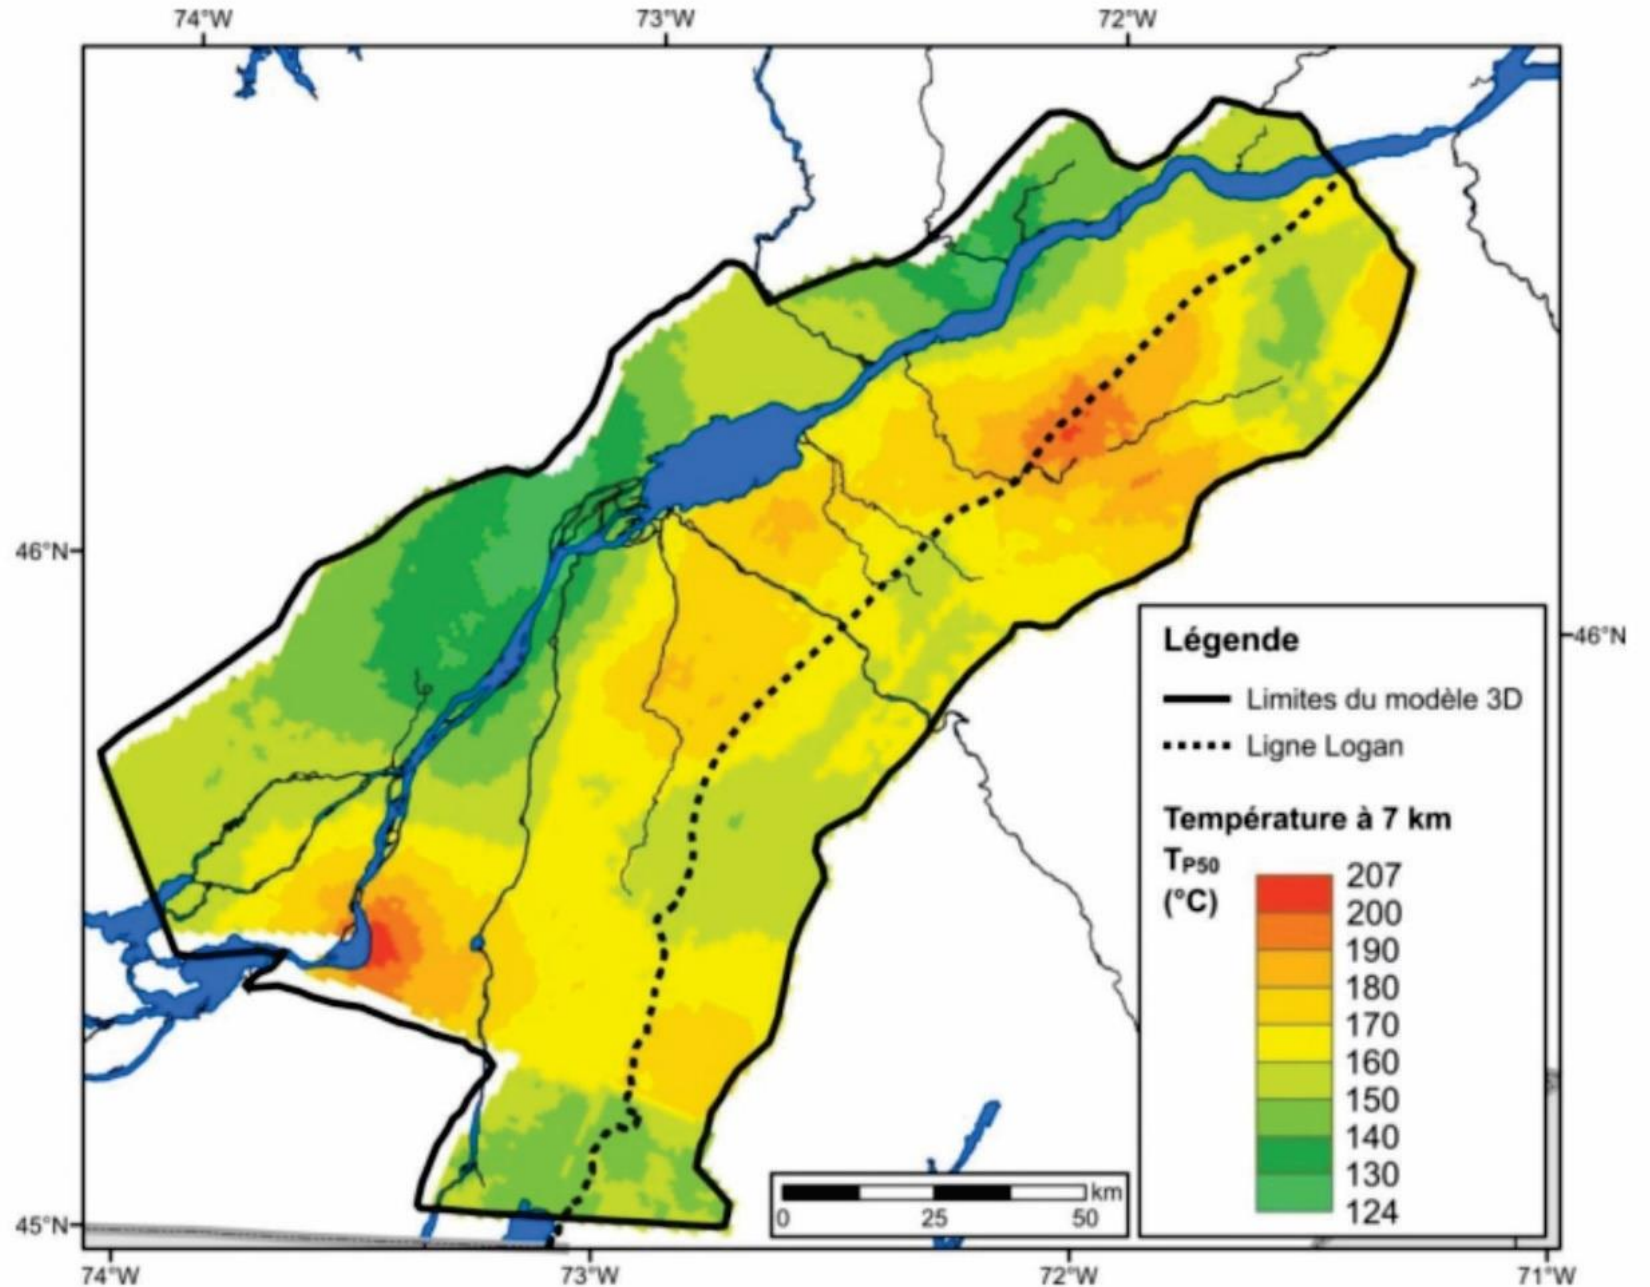 74°W 73°W 72°W
46°N
46°N
Légende
Limites du modèle 3D
Ligne Logan
Température à 7 km
TP50
(°C)
207
200
190
180
170
160
150
140
130
124
km
0 25 50
45°N
74°W 73°W 72°W 71°W